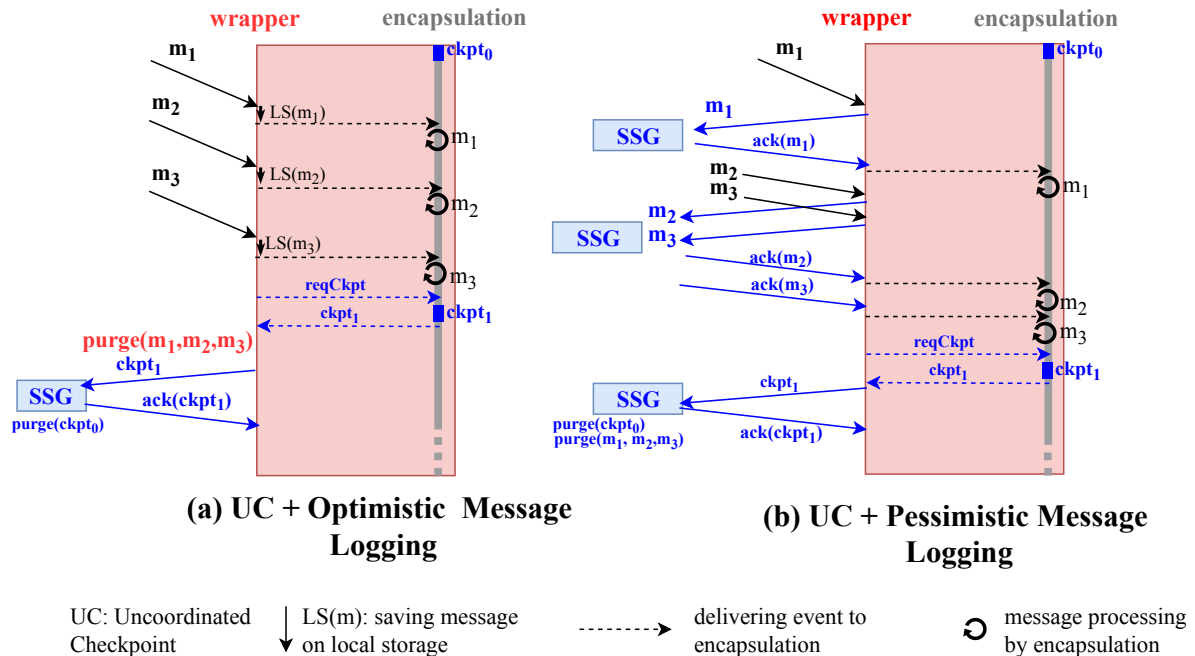 wrapper encapsulation
ckpt0
m1
LS(m1)
m1
m2
LS(m2)
m2
m3
LS(m3)
m3
reqCkpt
ckpt1
ckpt1
purge(m1,m2,m3)
ckpt1
SSG
ack(ckpt1)
purge(ckpt0)
(a) UC + Optimistic Message
Logging
wrapper encapsulation
ckpt0
m1
m1
SSG
ack(m1)
m2
m1
m3
m2
SSG
m3
ack(m2)
ack(m3)
m2
m3
reqCkpt
ckpt1
ckpt1
ckpt1
SSG
purge(ckpt0)
purge(m1, m2,m3)
ack(ckpt1)
(b) UC + Pessimistic Message
Logging
UC: Uncoordinated
Checkpoint
LS(m): saving message
on local storage
delivering event to
encapsulation
message processing
by encapsulation